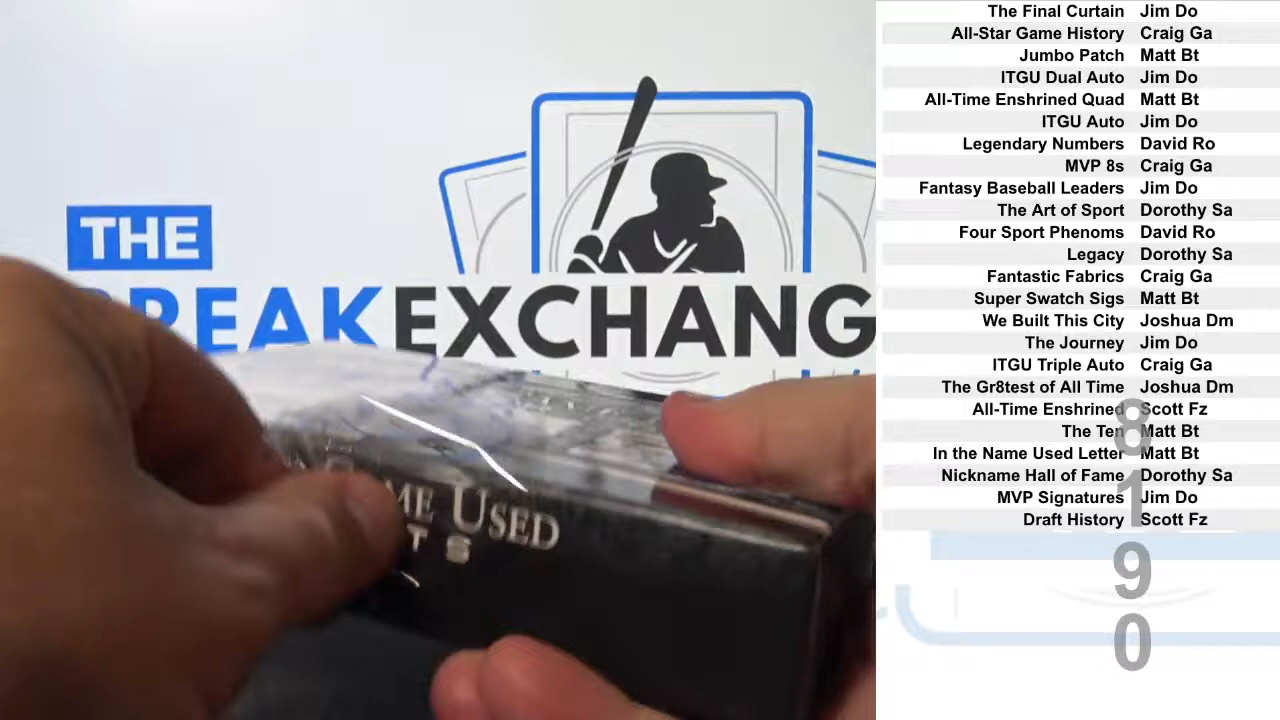 THE
BREAKEXCHANG
ME USED
TS
The Final Curtain Jim Do
All-Star Game History Craig Ga
Jumbo Patch Matt Bt
ITGU Dual Auto Jim Do
All-Time Enshrined Quad Matt Bt
ITGU Auto Jim Do
Legendary Numbers David Ro
MVP 8s Craig Ga
Fantasy Baseball Leaders Jim Do
The Art of Sport Dorothy Sa
Four Sport Phenoms David Ro
Legacy Dorothy Sa
Fantastic Fabrics Craig Ga
Super Swatch Sigs Matt Bt
We Built This City Joshua Dm
The Journey Jim Do
ITGU Triple Auto Craig Ga
The Gr8test of All Time Joshua Dm
All-Time Enshrined Scott Fz
The Ten Matt Bt
In the Name Used Letter Matt Bt
Nickname Hall of Fame Dorothy Sa
MVP Signatures Jim Do
Draft History Scott Fz
8
1
9
0